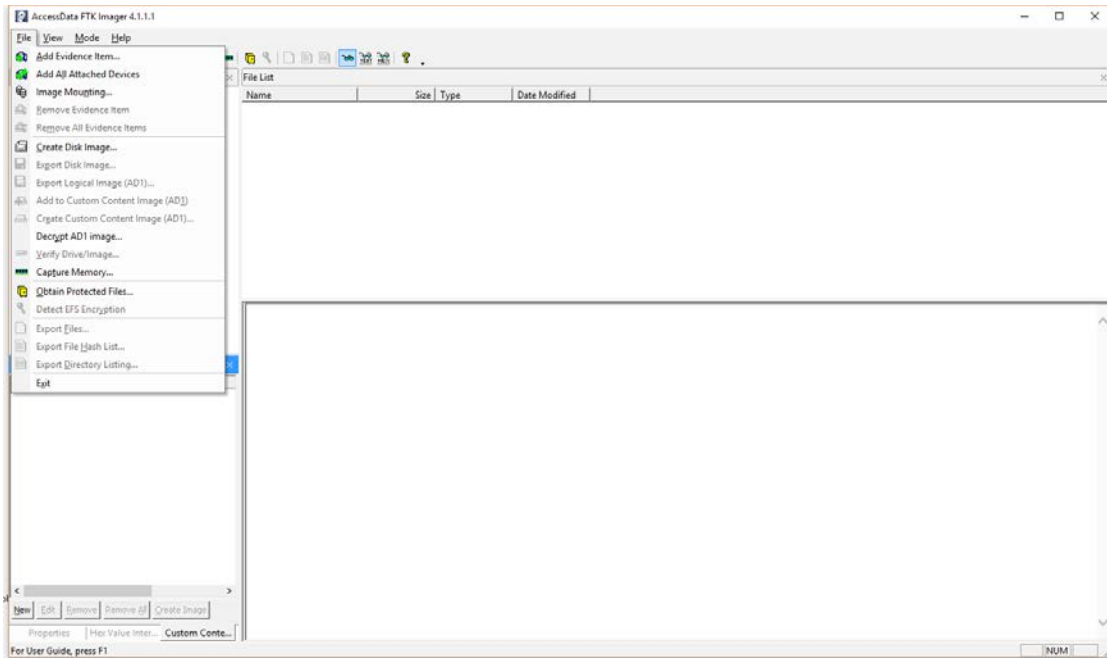 AccessData FTK Imager 4.1.1.1
File View Mode Help
Add Evidence Item...
Add All Attached Devices
Image Mounting...
Remove Evidence Item
Remove All Evidence Items
Create Disk Image...
Export Disk Image...
Export Logical Image (AD1)...
Add to Custom Content Image (AD1)
Create Custom Content Image (AD1)...
Decrypt AD1 image...
Verify Drive/Image...
Capture Memory...
Obtain Protected Files...
Detect EFS Encryption
Export Files...
Export File Hash List...
Export Directory Listing...
Exit
File List
Name Size Type Date Modified
New Edit Remove Remove All Create Image
Properties Hex Value Inter... Custom Conte...
For User Guide, press F1
NUM